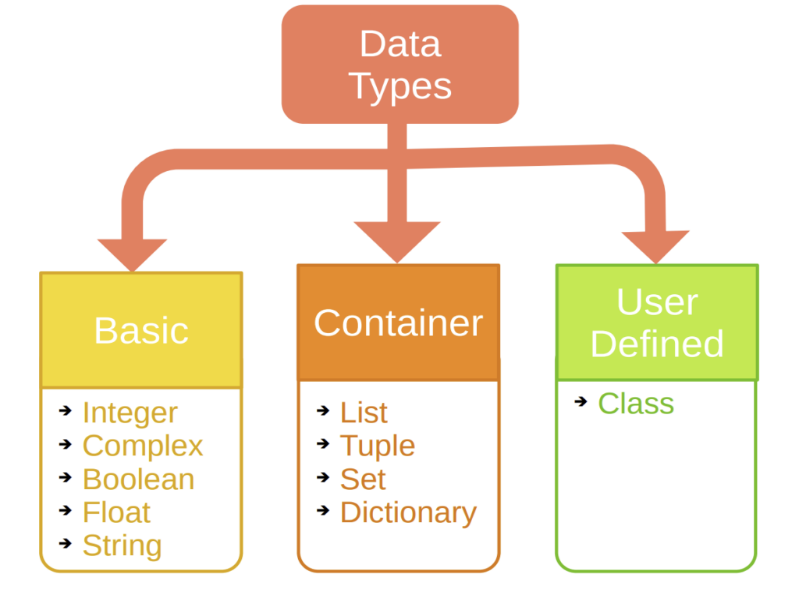 Data
Types
Basic
Integer
Complex
Boolean
Float
String
Container
List
Tuple
Set
Dictionary
User
Defined
Class